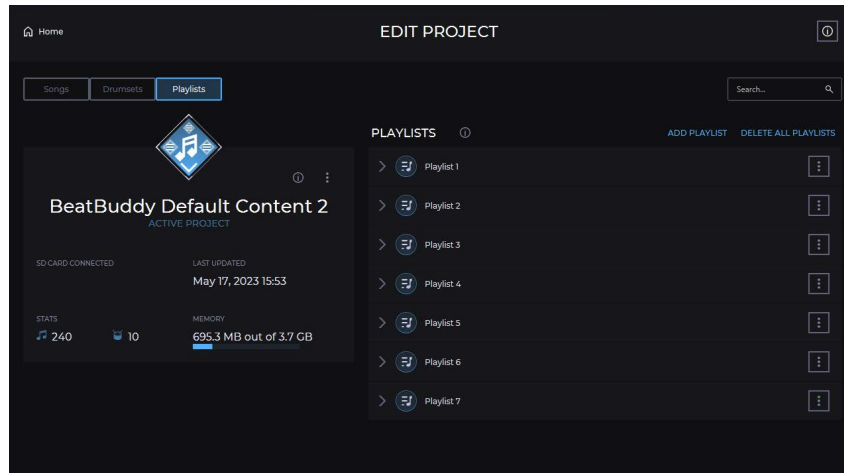 Home
EDIT PROJECT
Songs
Drumsets
Playlists
Search...
BeatBuddy Default Content 2
ACTIVE PROJECT
SD CARD CONNECTED
LAST UPDATED
May 17, 2023 15:53
STATS
240
10
MEMORY
695.3 MB out of 3.7 GB
PLAYLISTS
ADD PLAYLIST
DELETE ALL PLAYLISTS
Playlist 1
Playlist 2
Playlist 3
Playlist 4
Playlist 5
Playlist 6
Playlist 7